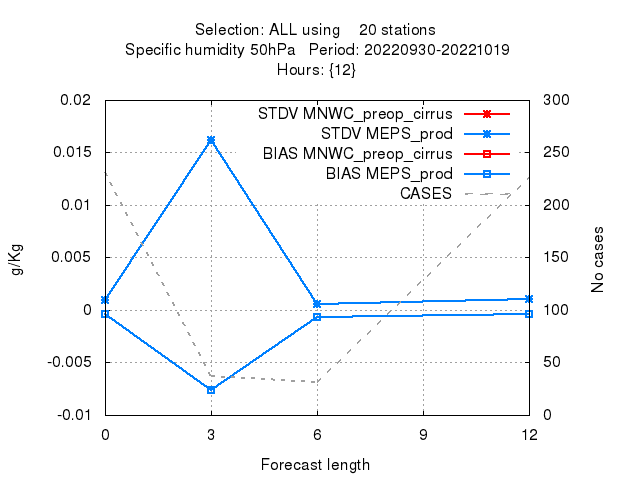 Selection: ALL using    20 stations
Specific humidity 50hPa   Period: 20220930-20221019
Hours: {12}
STDV MNWC_preop_cirrus
STDV MEPS_prod
BIAS MNWC_preop_cirrus
BIAS MEPS_prod
CASES
0.02
0.015
0.01
0.005
0
-0.005
-0.01
300
250
200
150
100
50
0
g/Kg
No cases
0 3 6 9 12
Forecast length